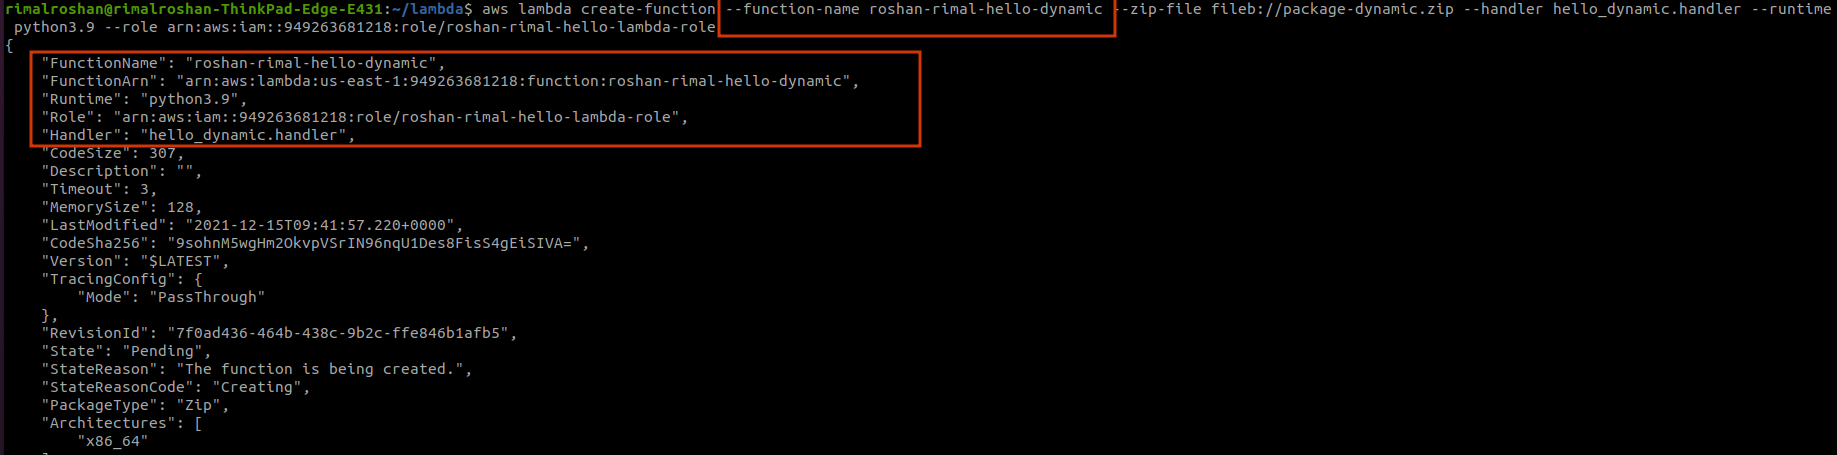 rimalroshan@rimalroshan-ThinkPad-Edge-E431:~/lambda$ aws lambda create-function --function-name roshan-rimal-hello-dynamic --zip-file fileb://package-dynamic.zip --handler hello_dynamic.handler --runtime
python3.9 --role arn:aws:iam::949263681218:role/roshan-rimal-hello-lambda-role
{
"FunctionName": "roshan-rimal-hello-dynamic",
"FunctionArn": "arn:aws:lambda:us-east-1:949263681218:function:roshan-rimal-hello-dynamic",
"Runtime": "python3.9",
"Role": "arn:aws:iam::949263681218:role/roshan-rimal-hello-lambda-role",
"Handler": "hello_dynamic.handler",
"CodeSize": 307,
"Description": "",
"Timeout": 3,
"MemorySize": 128,
"LastModified": "2021-12-15T09:41:57.220+0000",
"CodeSha256": "9sohnM5wgHm2OkvpVSrIN96nqU1Des8FisS4gEiSIVA=",
"Version": "$LATEST",
"TracingConfig": {
"Mode": "PassThrough"
},
"RevisionId": "7f0ad436-464b-438c-9b2c-ffe846b1afb5",
"State": "Pending",
"StateReason": "The function is being created.",
"StateReasonCode": "Creating",
"PackageType": "Zip",
"Architectures": [
"x86_64"